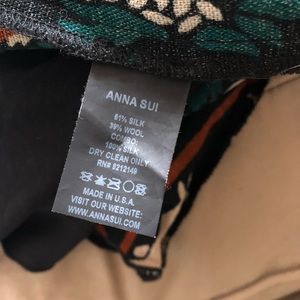 ANNA SUI
61% SILK
39% WOOL
COMBO:
100% SILK
DRY CLEAN ONLY
RN# 8212149
MADE IN U.S.A.
VISIT OUR WEBSITE:
WWW.ANNASUI.COM